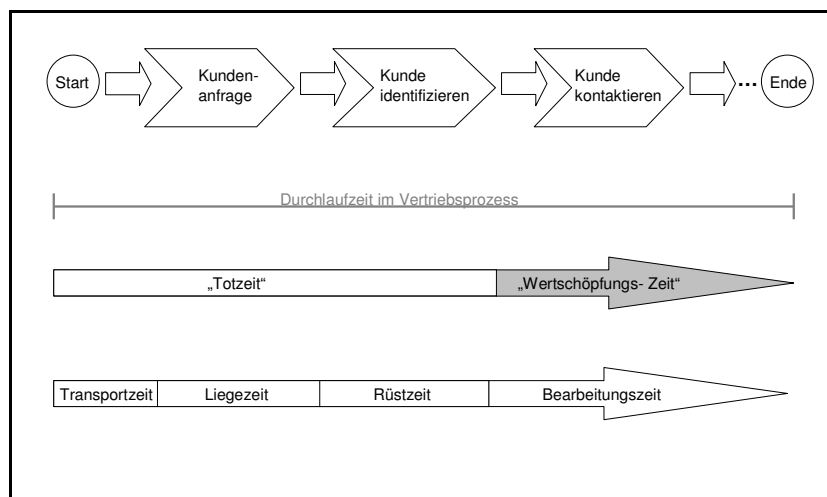 Start
Kunden-
anfrage
Kunde
identifizieren
Kunde
kontaktieren
...
Ende
Durchlaufzeit im Vertriebsprozess
„Totzeit“
„Wertschöpfungs- Zeit“
Transportzeit
Liegezeit
Rüstzeit
Bearbeitungszeit